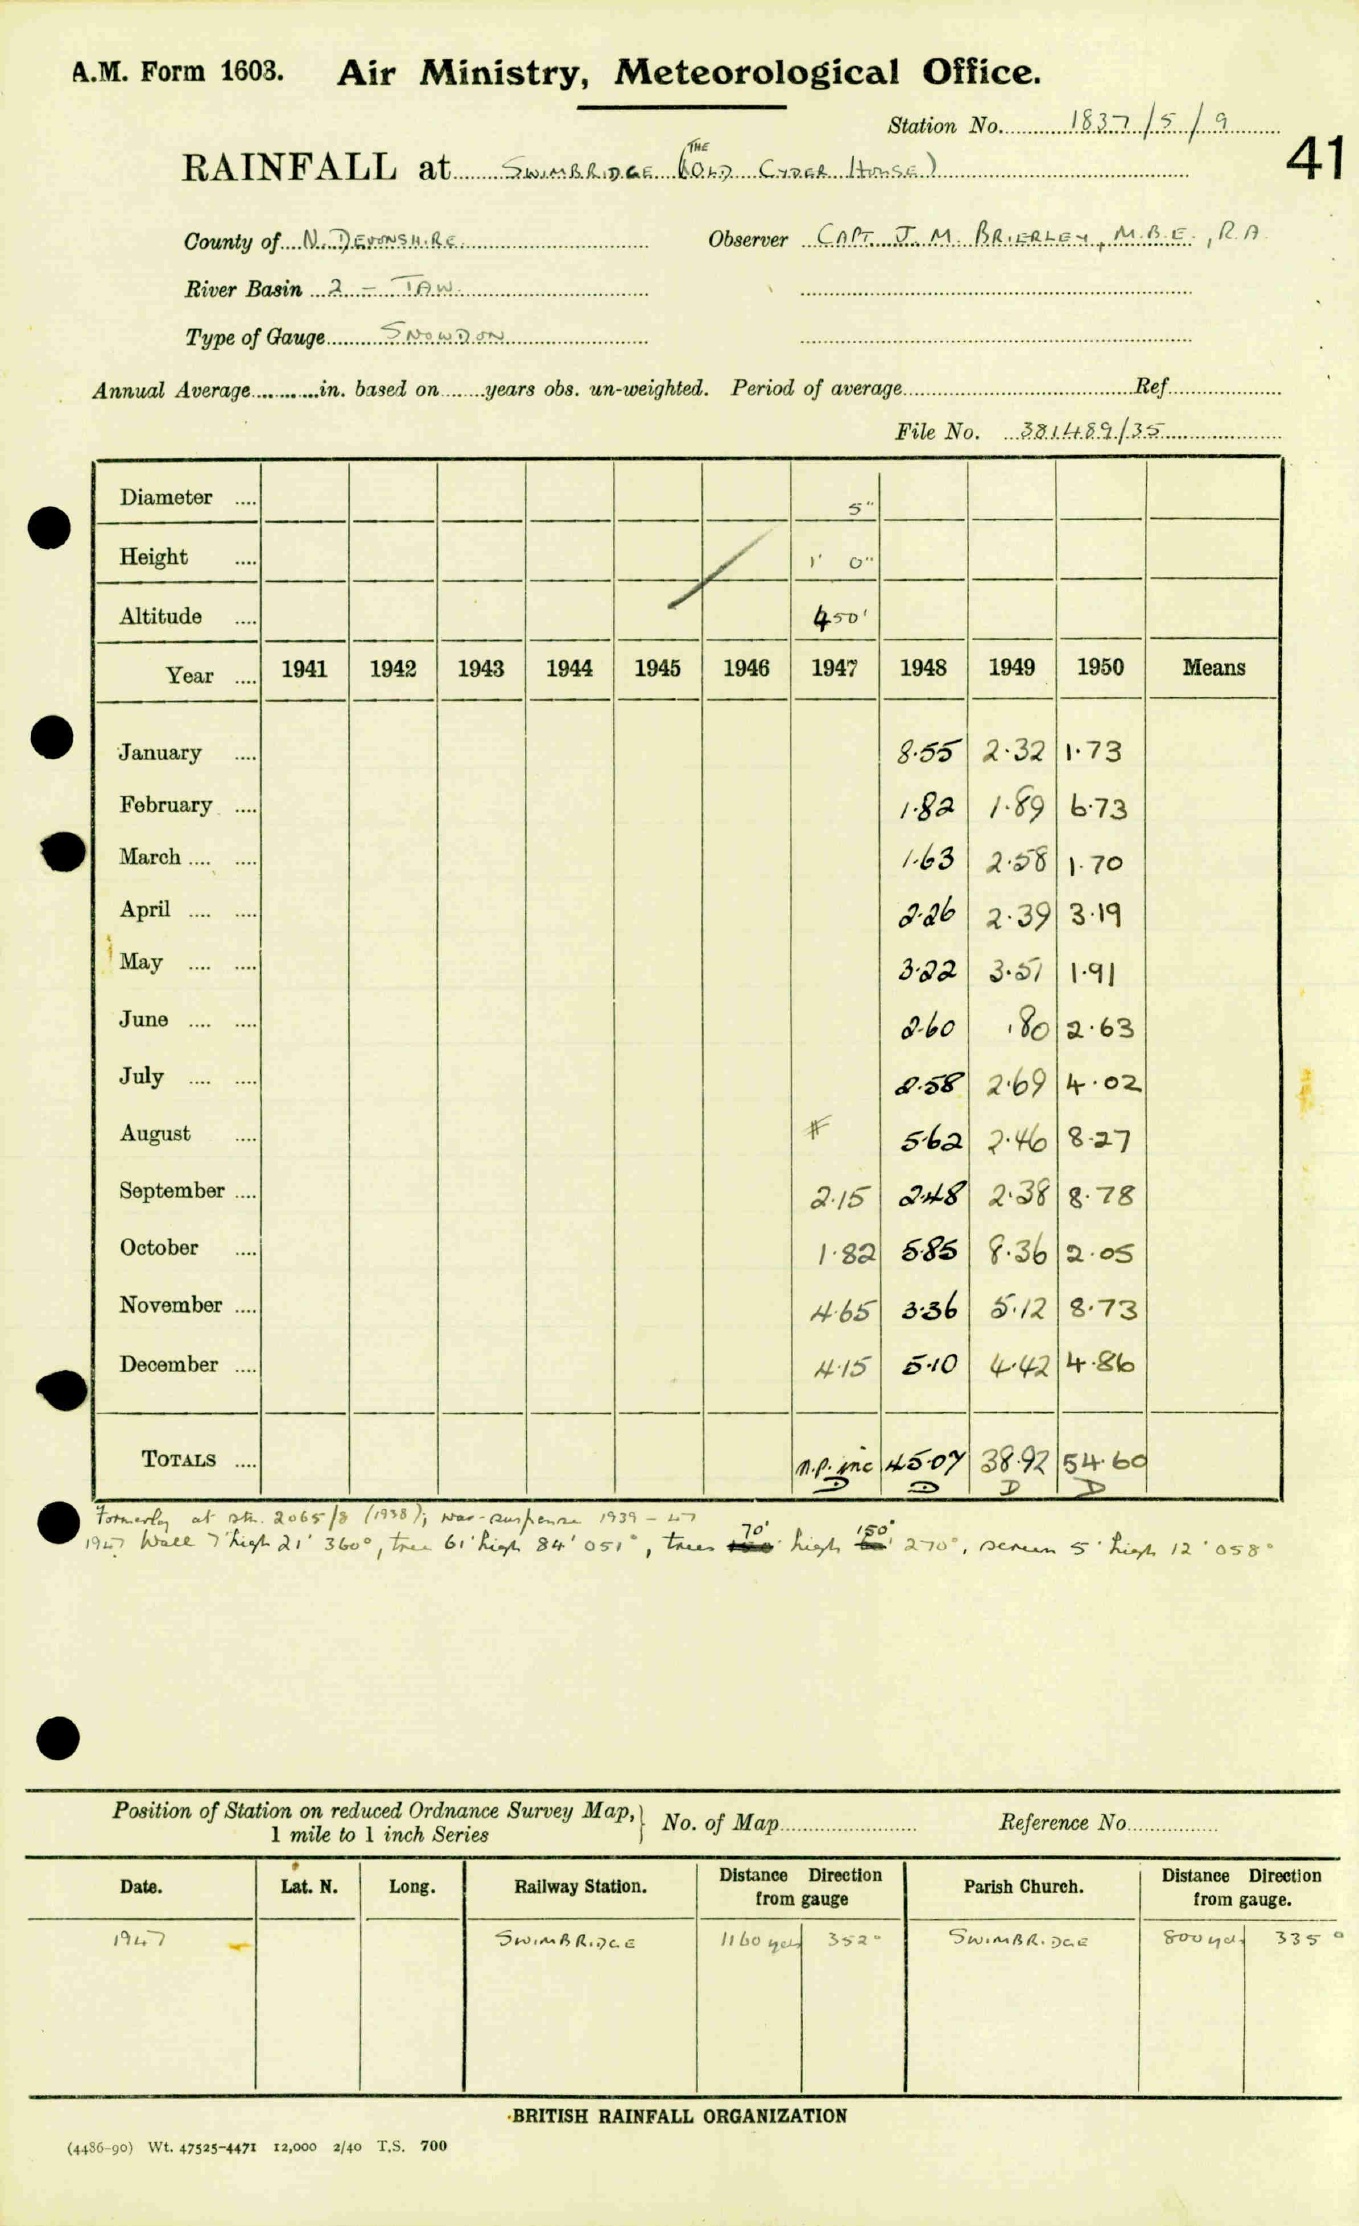 A.M. Form 1603. Air Ministry, Meteorological Office.
Station No. 1837/5/9
41
RAINFALL at SWIMBRIDGE (THE OLD CYDER HOUSE)
County of N. DEVONSHIRE Observer CAPT. J. M. BRIERLEY, M.B.E., R.A.
River Basin 2 - TAW
Type of Gauge SNOWDON
Annual Average in. based on years obs. un-weighted. Period of average Ref
File No. 381489/35
Diameter .... 5"
Height .... 1' 0"
Altitude .... 450'
Year .... 1941 1942 1943 1944 1945 1946 1947 1948 1949 1950 Means
January .... 8.55 2.32 1.73
February .... 1.82 1.89 6.73
March .... .... 1.63 2.58 1.70
April .... .... 2.26 2.39 3.19
May .... .... 3.22 3.51 1.91
June .... .... 2.60 .80 2.63
July .... .... 2.58 2.69 4.02
August .... # 5.62 2.46 8.27
September .... 2.15 2.48 2.38 8.78
October .... 1.82 5.85 8.36 2.05
November .... 4.65 3.36 5.12 8.73
December .... 4.15 5.10 4.42 4.86
TOTALS .... n.p. inc 45.07 38.92 54.60
D D D D
Formerly at stn. 2065/8 (1938); war-suspense 1939-47
1947 Wall 7' high 21' 360°, tree 61' high 84' 051°, trees 70' high 150' 270°, screen 5' high 12' 058°
Position of Station on reduced Ordnance Survey Map, 1 mile to 1 inch Series } No. of Map Reference No.
Date. Lat. N. Long. Railway Station. Distance Direction from gauge Parish Church. Distance Direction from gauge.
1947 SWIMBRIDGE 1160 yds 352° SWIMBRIDGE 800 yds 335°
BRITISH RAINFALL ORGANIZATION
(4486-90) Wt. 47525-4471 12,000 2/40 T.S. 700